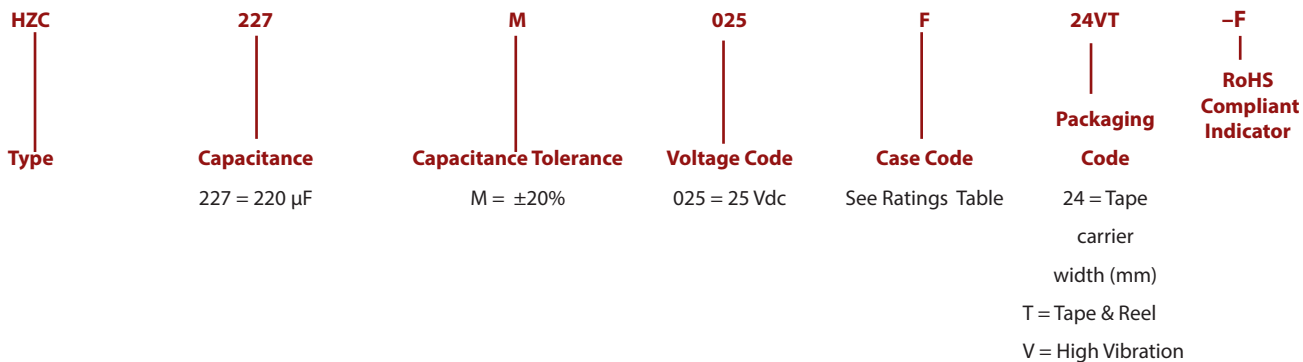 HZC 227 M 025 F 24VT –F
RoHS
Compliant
Indicator
Packaging
Type Capacitance Capacitance Tolerance Voltage Code Case Code Code
227 = 220 µF M = ±20% 025 = 25 Vdc See Ratings Table 24 = Tape
carrier
width (mm)
T = Tape & Reel
V = High Vibration